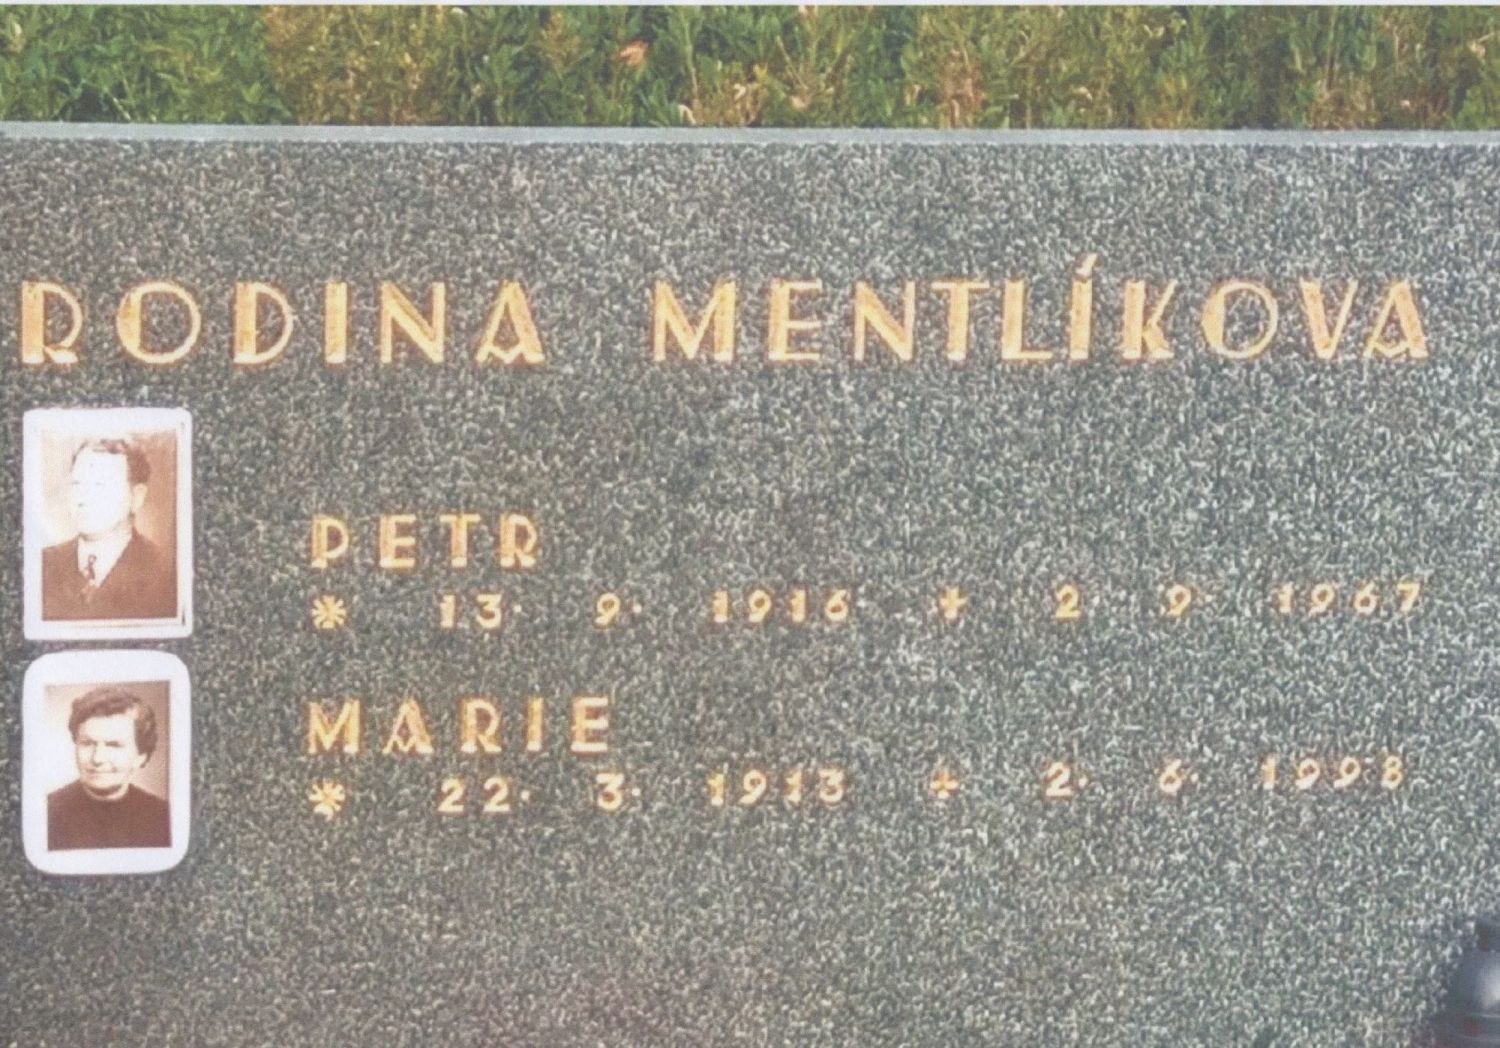 RODINA MENTLÍKOVA
PETR
* 13. 9. 1916 + 2. 9. 1967
MARIE
* 22. 3. 1913 + 2. 6. 1998